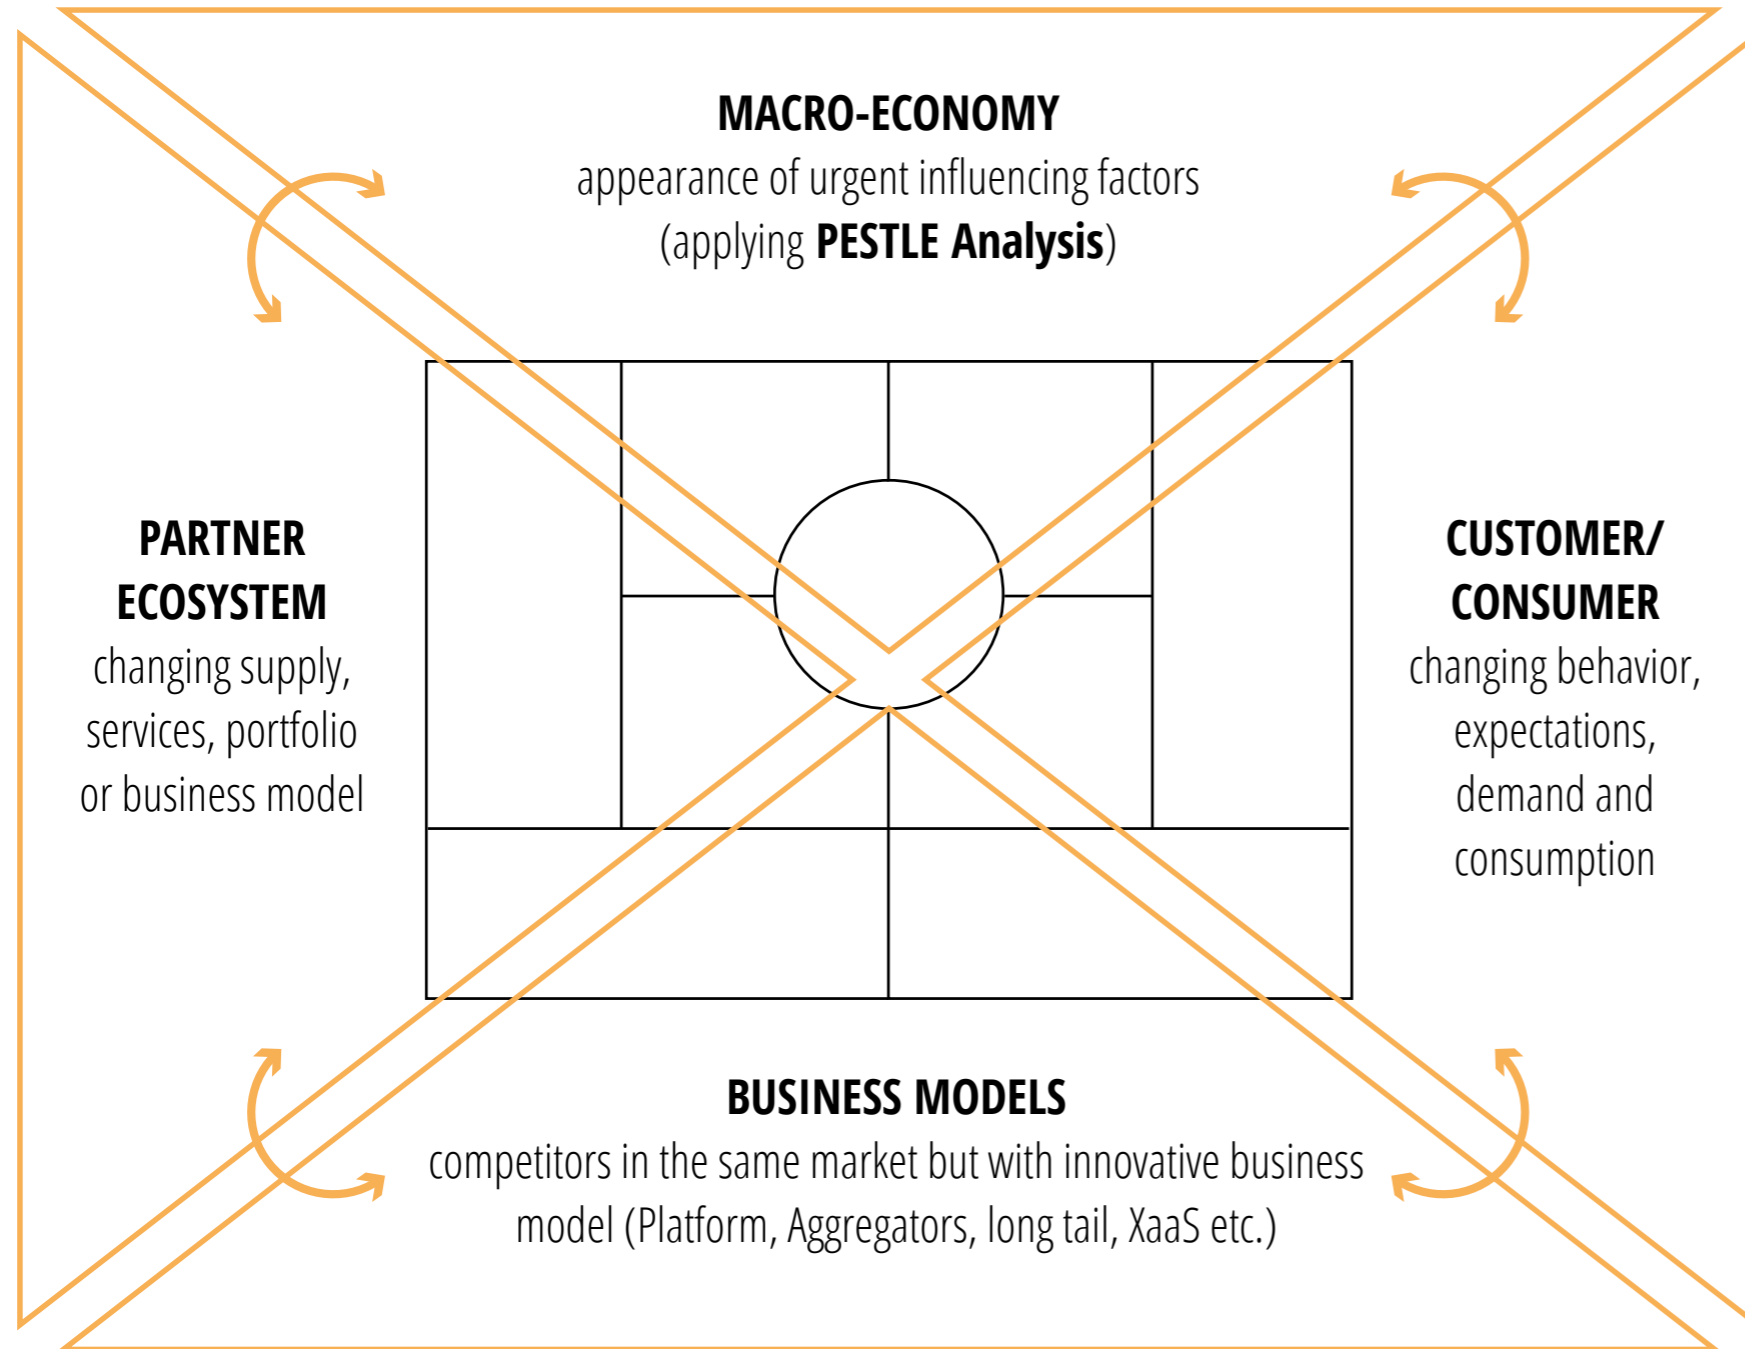 MACRO-ECONOMY
appearance of urgent influencing factors
(applying PESTLE Analysis)
PARTNER
ECOSYSTEM
changing supply,
services, portfolio
or business model
CUSTOMER/
CONSUMER
changing behavior,
expectations,
demand and
consumption
BUSINESS MODELS
competitors in the same market but with innovative business
model (Platform, Aggregators, long tail, XaaS etc.)